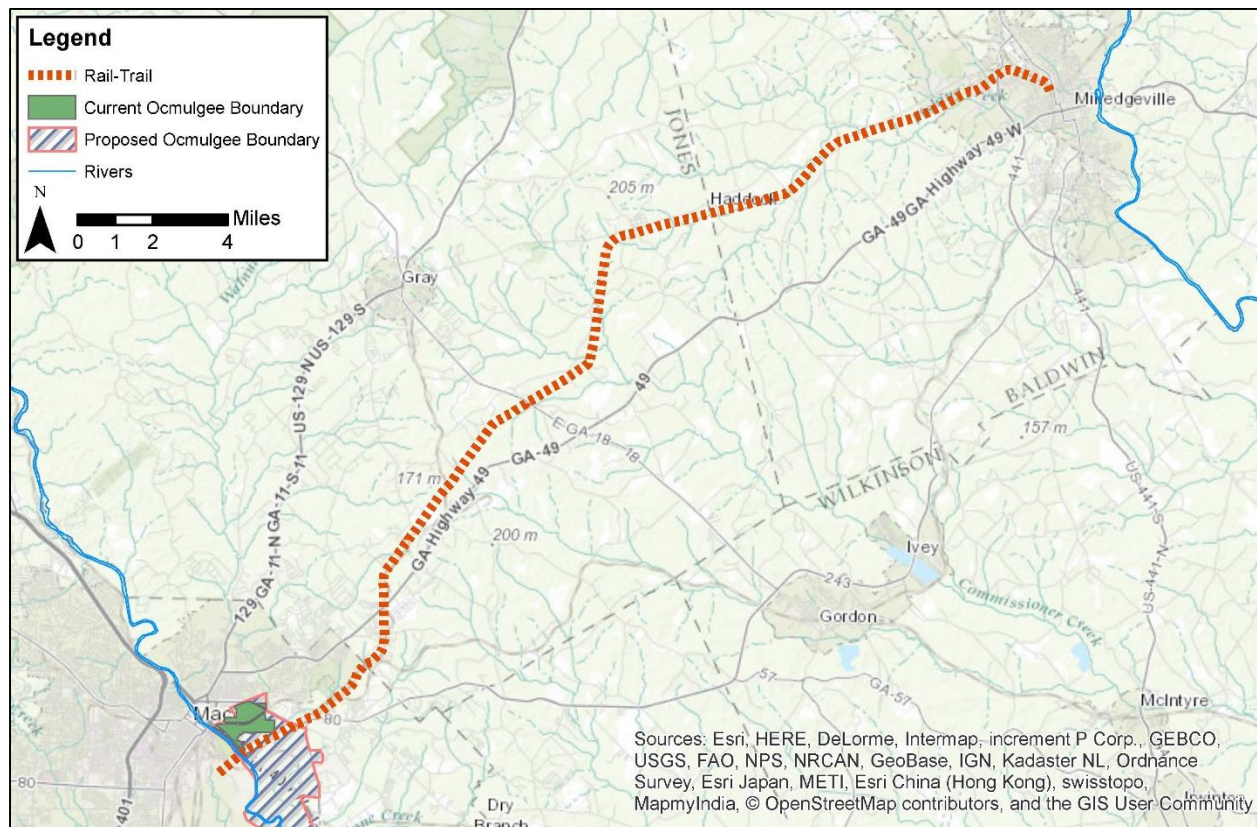 Legend
Rail-Trail
Current Ocmulgee Boundary
Proposed Ocmulgee Boundary
Rivers
N
Miles
0 1 2 4
JONES
Creek
Milledgeville
GA-49GA-Highway-49-W
441
205 m
Haddock
Gray
129 GA-11-N GA-11-S-11 US-129-N US-129-S
49
E GA-18
18
GA-49
BALDWIN
441
157 m
WILKINSON
171 m
GA-Highway 49
200 m
Ivey
243
Gordon
Commissioner
Creek
US-441-S
US-441-N
57
GA-57
McIntyre
80
80
401
Dry
Branch
Creek
Sources: Esri, HERE, DeLorme, Intermap, increment P Corp., GEBCO,
USGS, FAO, NPS, NRCAN, GeoBase, IGN, Kadaster NL, Ordnance
Survey, Esri Japan, METI, Esri China (Hong Kong), swisstopo,
MapmyIndia, © OpenStreetMap contributors, and the GIS User Community